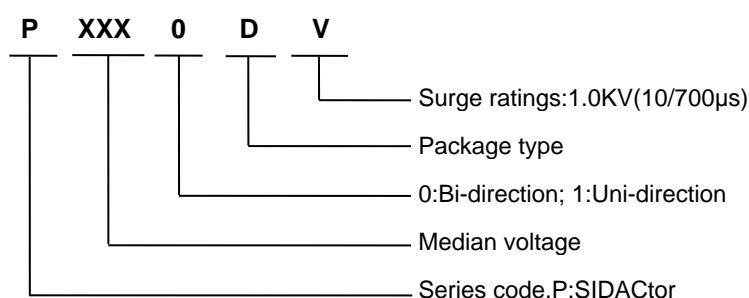 P XXX 0 D V
Surge ratings:1.0KV(10/700µs)
Package type
0:Bi-direction; 1:Uni-direction
Median voltage
Series code.P:SIDACtor